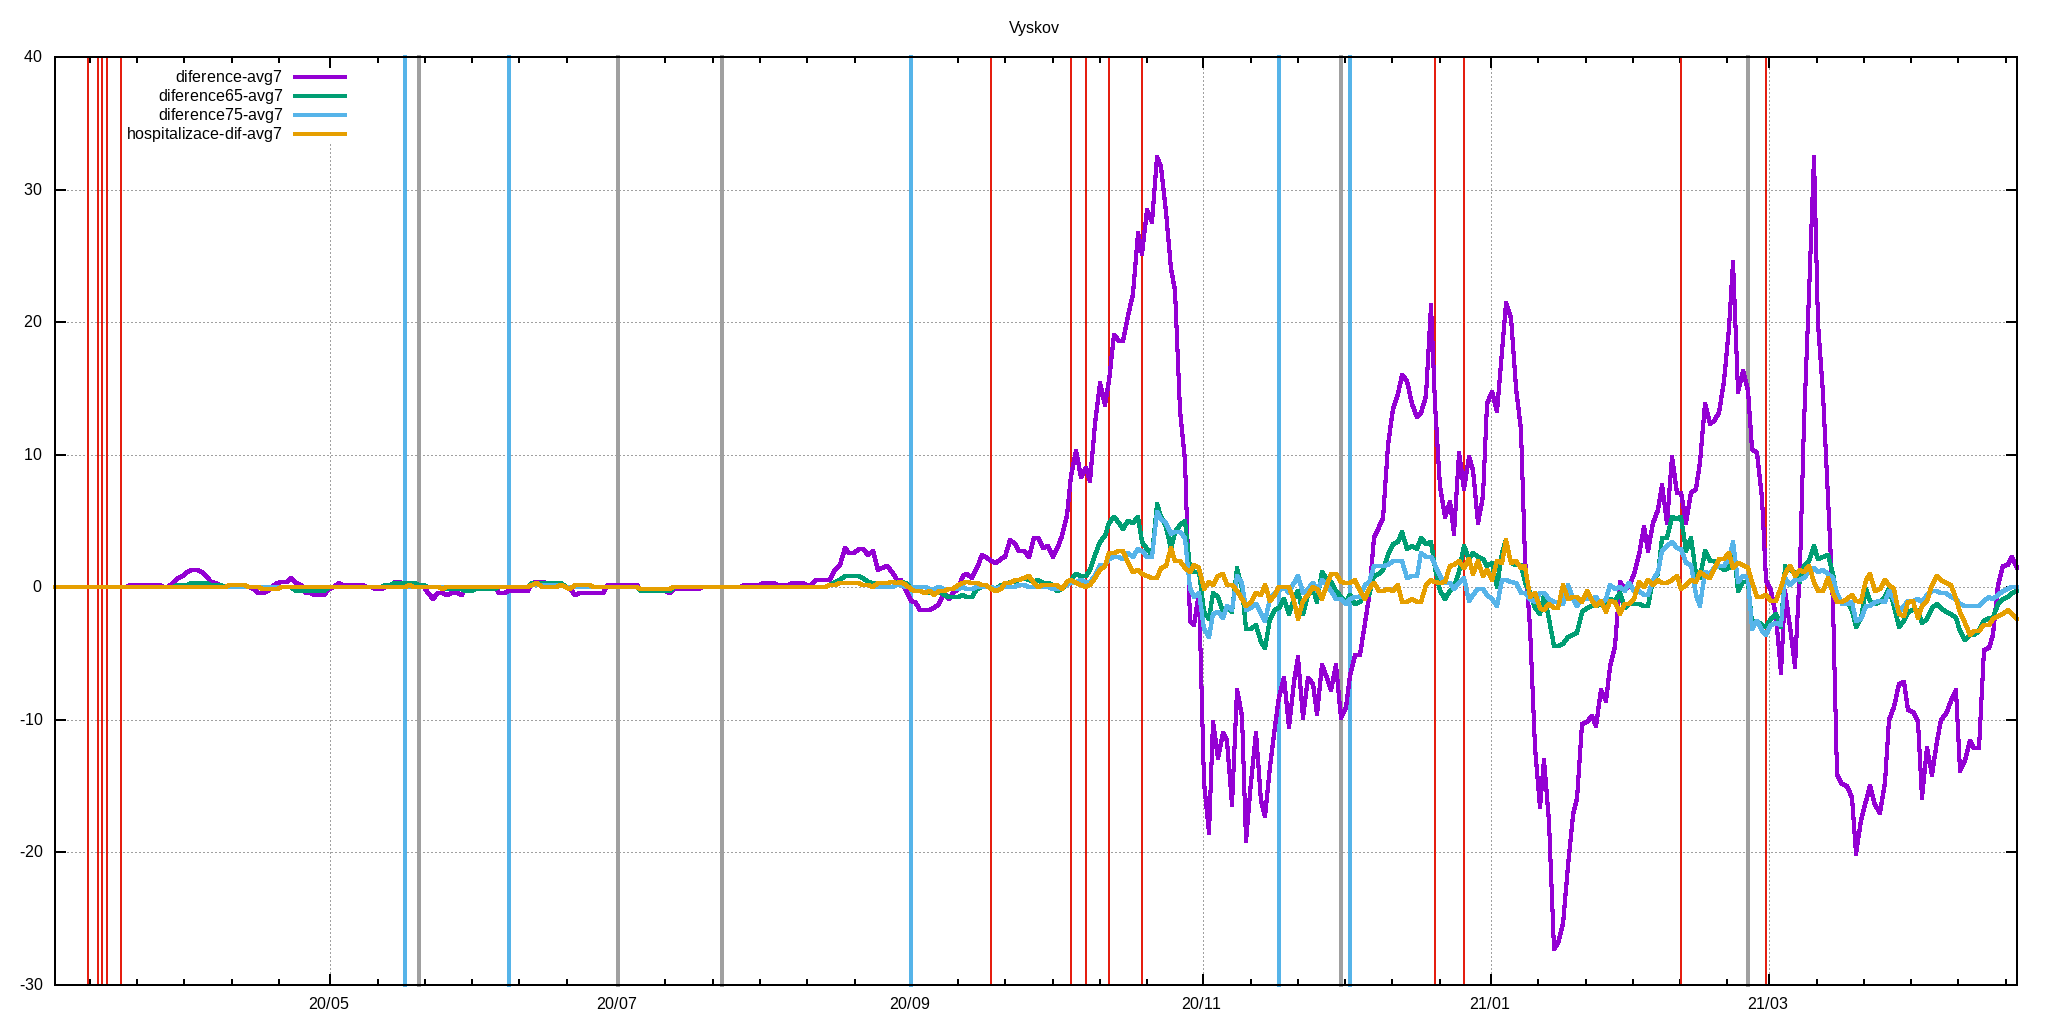 Vyskov
40
30
20
10
0
-10
-20
-30
diference-avg7
diference65-avg7
diference75-avg7
hospitalizace-dif-avg7
20/05
20/07
20/09
20/11
21/01
21/03